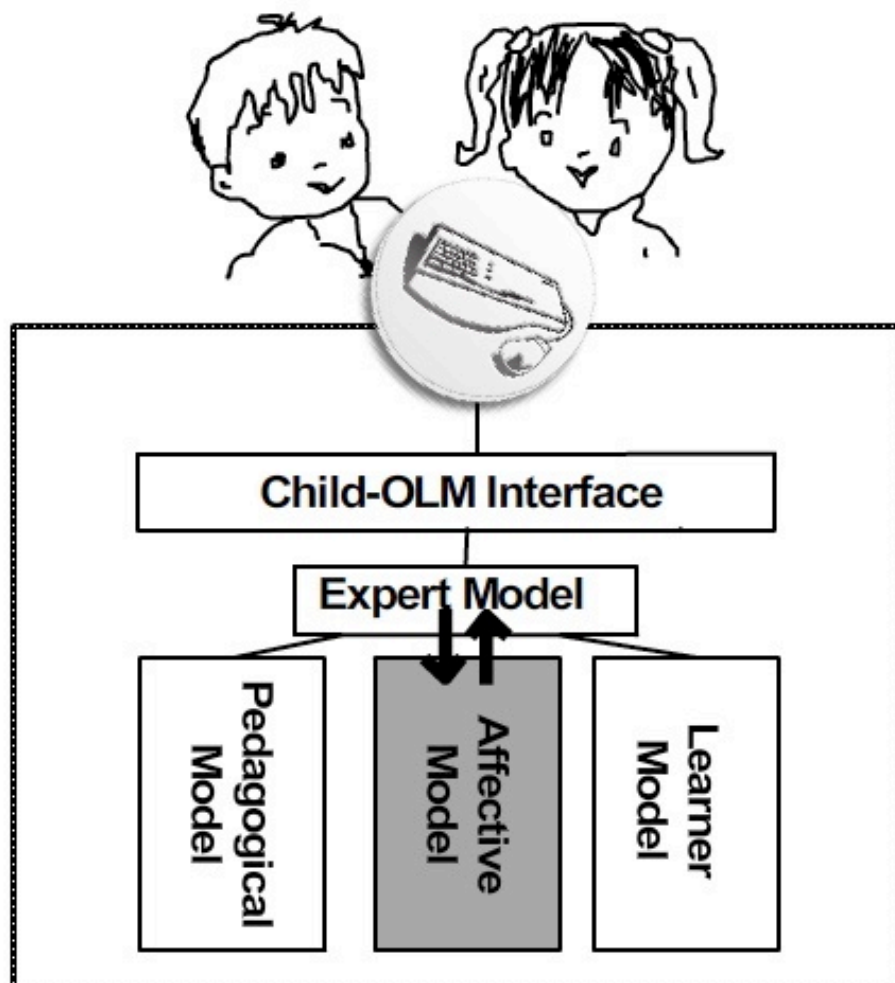 Child-OLM Interface
Expert Model
Pedagogical
Model
Affective
Model
Learner
Model